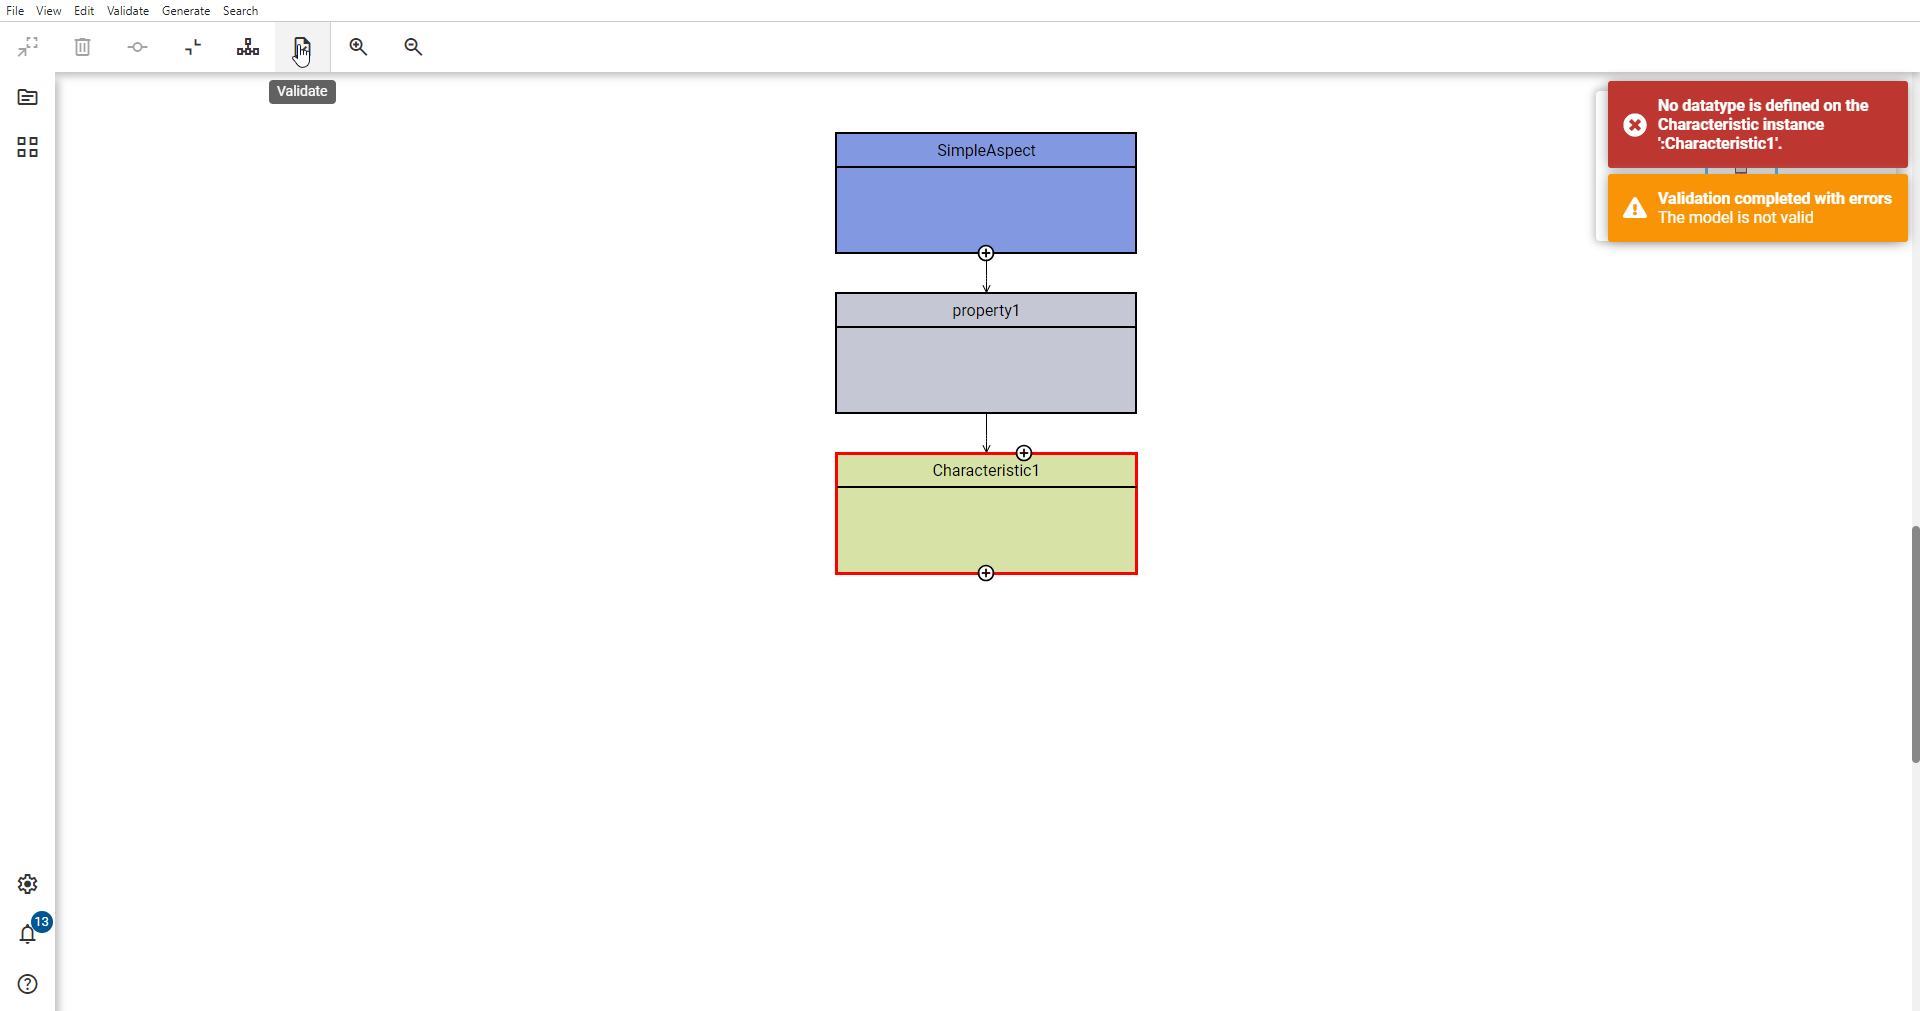 File View Edit Validate Generate Search
Validate
No datatype is defined on the
Characteristic instance
':Characteristic1'.
Validation completed with errors
The model is not valid
SimpleAspect
property1
Characteristic1
13